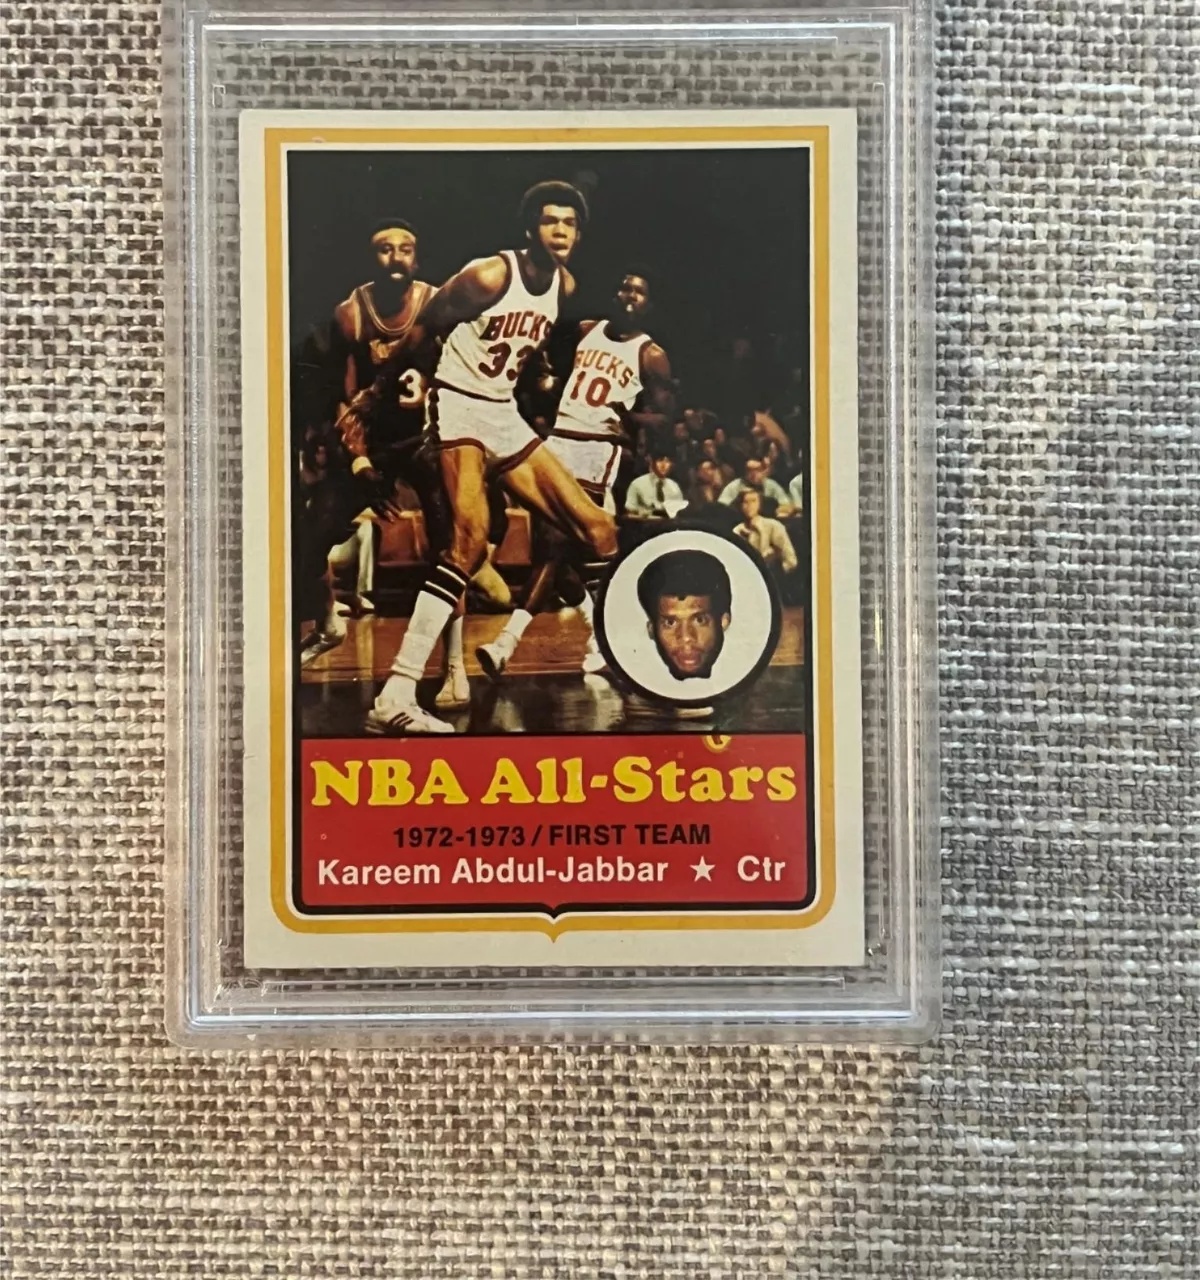 BUCKS
33
BUCKS
10
3
NBA All-Stars
1972-1973 / FIRST TEAM
Kareem Abdul-Jabbar ★ Ctr